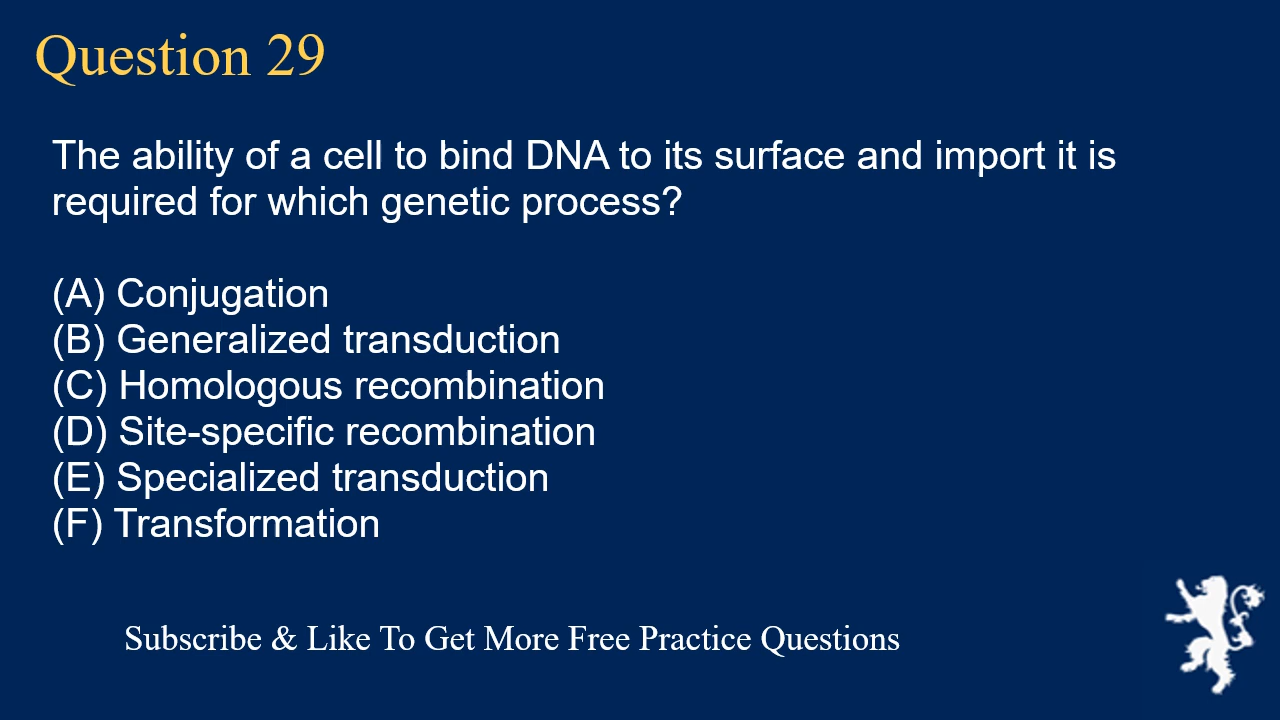 Question 29
The ability of a cell to bind DNA to its surface and import it is
required for which genetic process?
(A) Conjugation
(B) Generalized transduction
(C) Homologous recombination
(D) Site-specific recombination
(E) Specialized transduction
(F) Transformation
Subscribe & Like To Get More Free Practice Questions